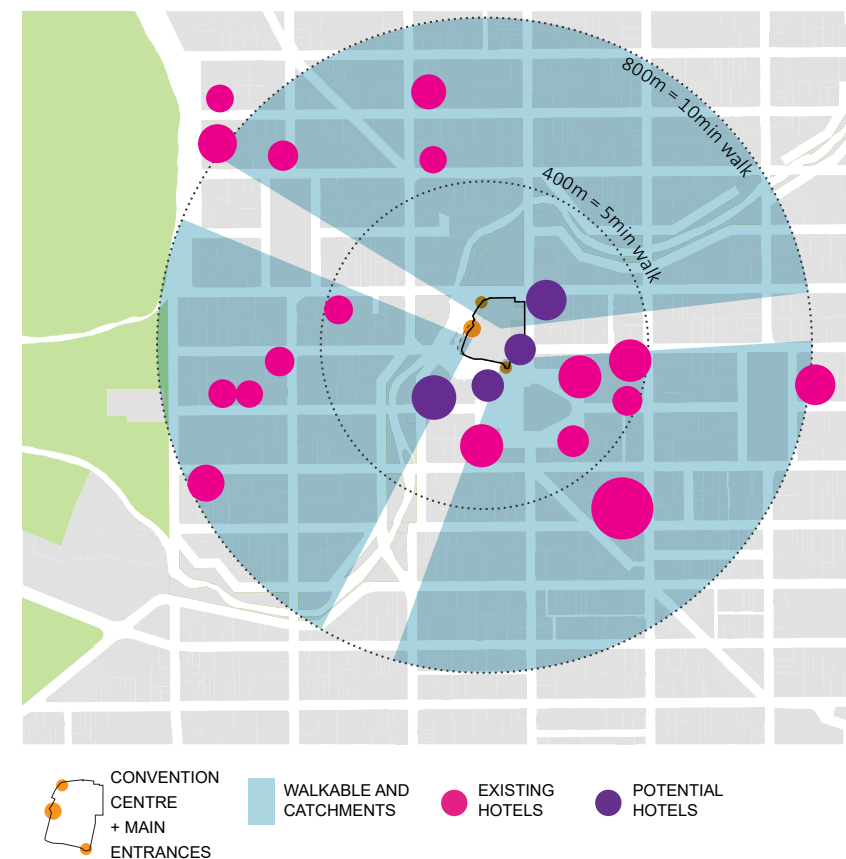 800m = 10min walk
400m = 5min walk
CONVENTION
CENTRE
+ MAIN
ENTRANCES
WALKABLE AND
CATCHMENTS
EXISTING
HOTELS
POTENTIAL
HOTELS